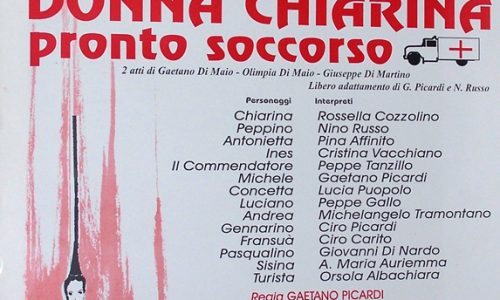 DONNA CHIARINA
pronto soccorso
2 atti di Gaetano Di Maio - Olimpia Di Maio - Giuseppe Di Martino
Libero adattamento di G. Picardi e N. Russo
Personaggi Interpreti
Chiarina Rossella Cozzolino
Peppino Nino Russo
Antonietta Pina Affinito
Ines Cristina Vacchiano
Il Commendatore Peppe Tanzillo
Michele Gaetano Picardi
Concetta Lucia Puopolo
Luciano Peppe Gallo
Andrea Michelangelo Tramontano
Gennarino Ciro Picardi
Fransuà Ciro Carito
Pasqualino Giovanni Di Nardo
Sisina A. Maria Auriemma
Turista Orsola Albachiara
Regia GAETANO PICARDI